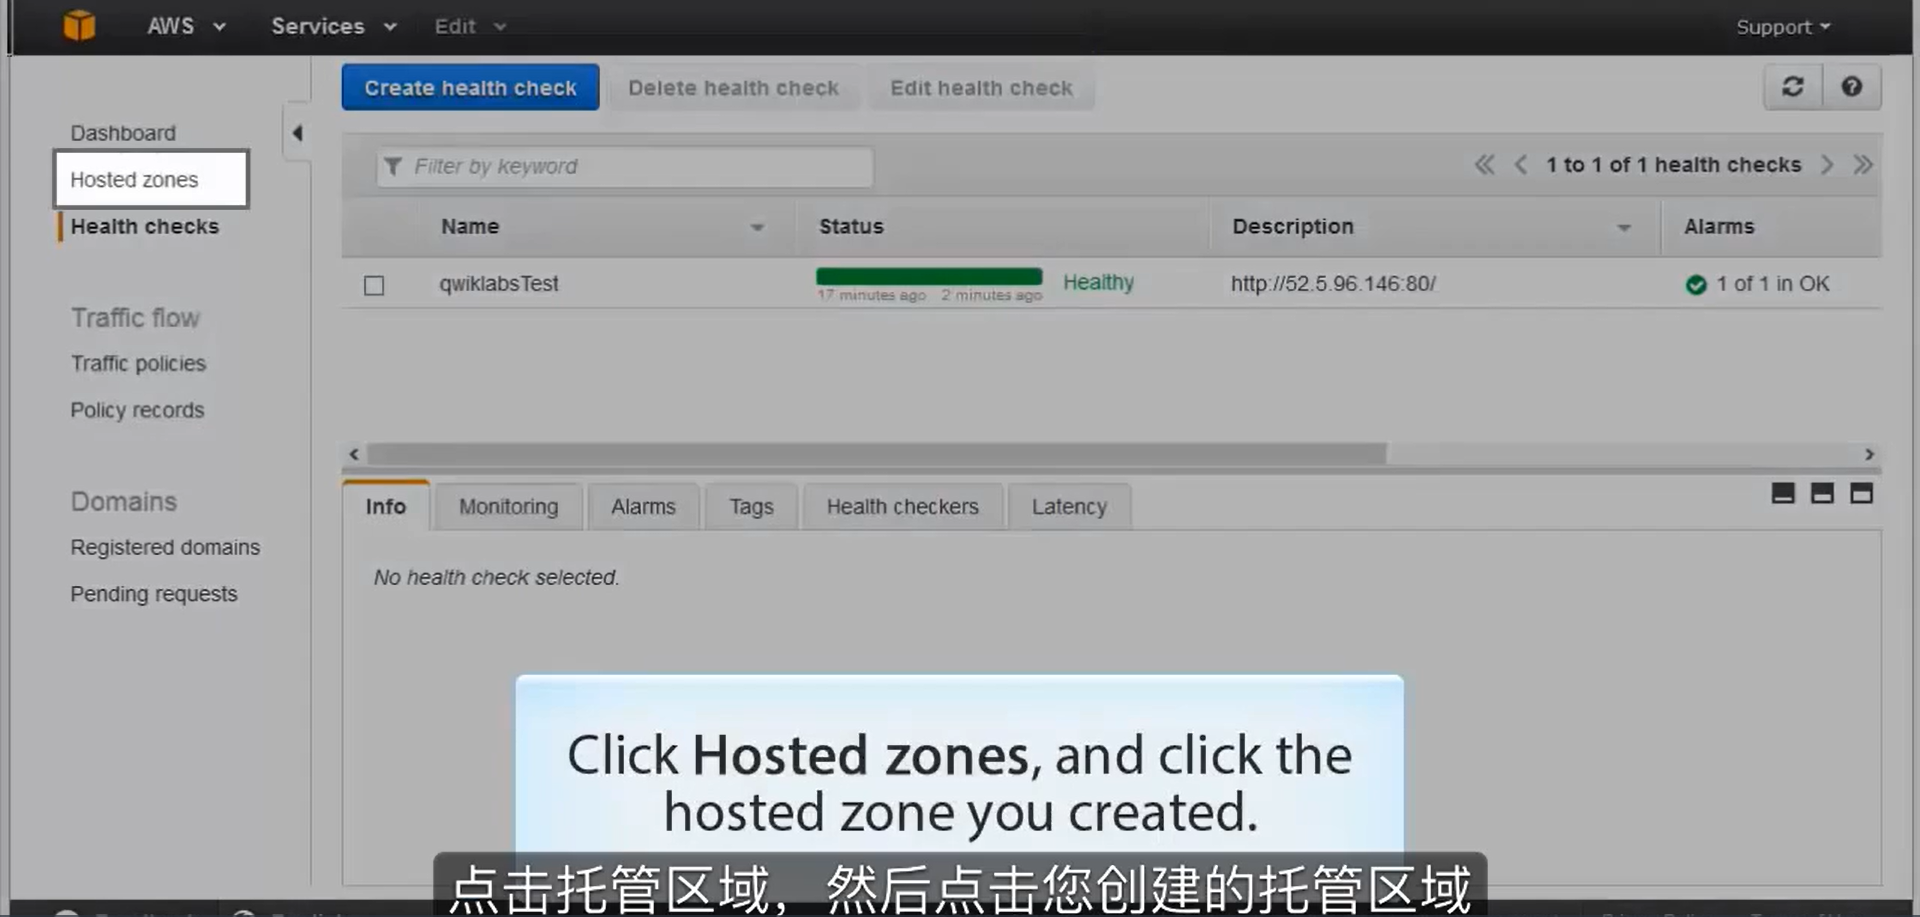 AWS Services Edit Support
Create health check Delete health check Edit health check
Dashboard
Hosted zones
Health checks
Traffic flow
Traffic policies
Policy records
Domains
Registered domains
Pending requests
Filter by keyword
1 to 1 of 1 health checks
Name Status Description Alarms
qwiklabsTest Healthy http://52.5.96.146:80/ 1 of 1 in OK
17 minutes ago 2 minutes ago
Info Monitoring Alarms Tags Health checkers Latency
No health check selected.
Click Hosted zones, and click the
hosted zone you created.
点击托管区域，然后点击您创建的托管区域